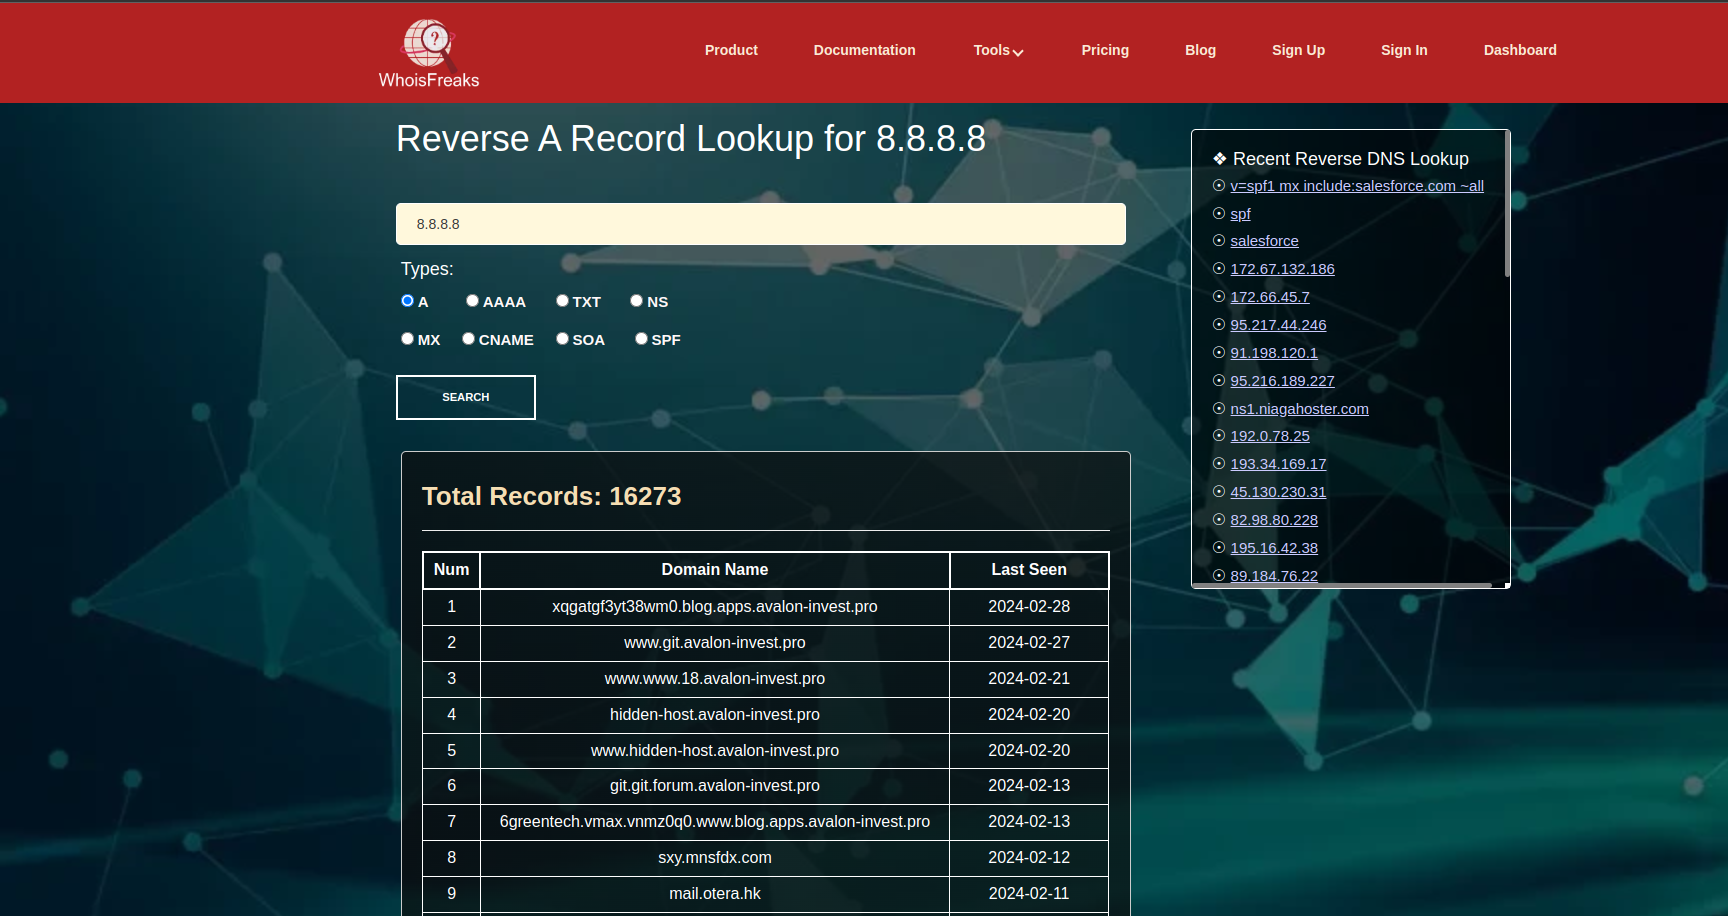 WhoisFreaks
Product Documentation Tools Pricing Blog Sign Up Sign In Dashboard
Reverse A Record Lookup for 8.8.8.8
8.8.8.8
Types:
A AAAA TXT NS
MX CNAME SOA SPF
SEARCH
Total Records: 16273
Num Domain Name Last Seen
1 xqgatgf3yt38wm0.blog.apps.avalon-invest.pro 2024-02-28
2 www.git.avalon-invest.pro 2024-02-27
3 www.www.18.avalon-invest.pro 2024-02-21
4 hidden-host.avalon-invest.pro 2024-02-20
5 www.hidden-host.avalon-invest.pro 2024-02-20
6 git.git.forum.avalon-invest.pro 2024-02-13
7 6greentech.vmax.vnmz0q0.www.blog.apps.avalon-invest.pro 2024-02-13
8 sxy.mnsfdx.com 2024-02-12
9 mail.otera.hk 2024-02-11
❖ Recent Reverse DNS Lookup
☉ v=spf1 mx include:salesforce.com ~all
☉ spf
☉ salesforce
☉ 172.67.132.186
☉ 172.66.45.7
☉ 95.217.44.246
☉ 91.198.120.1
☉ 95.216.189.227
☉ ns1.niagahoster.com
☉ 192.0.78.25
☉ 193.34.169.17
☉ 45.130.230.31
☉ 82.98.80.228
☉ 195.16.42.38
☉ 89.184.76.22